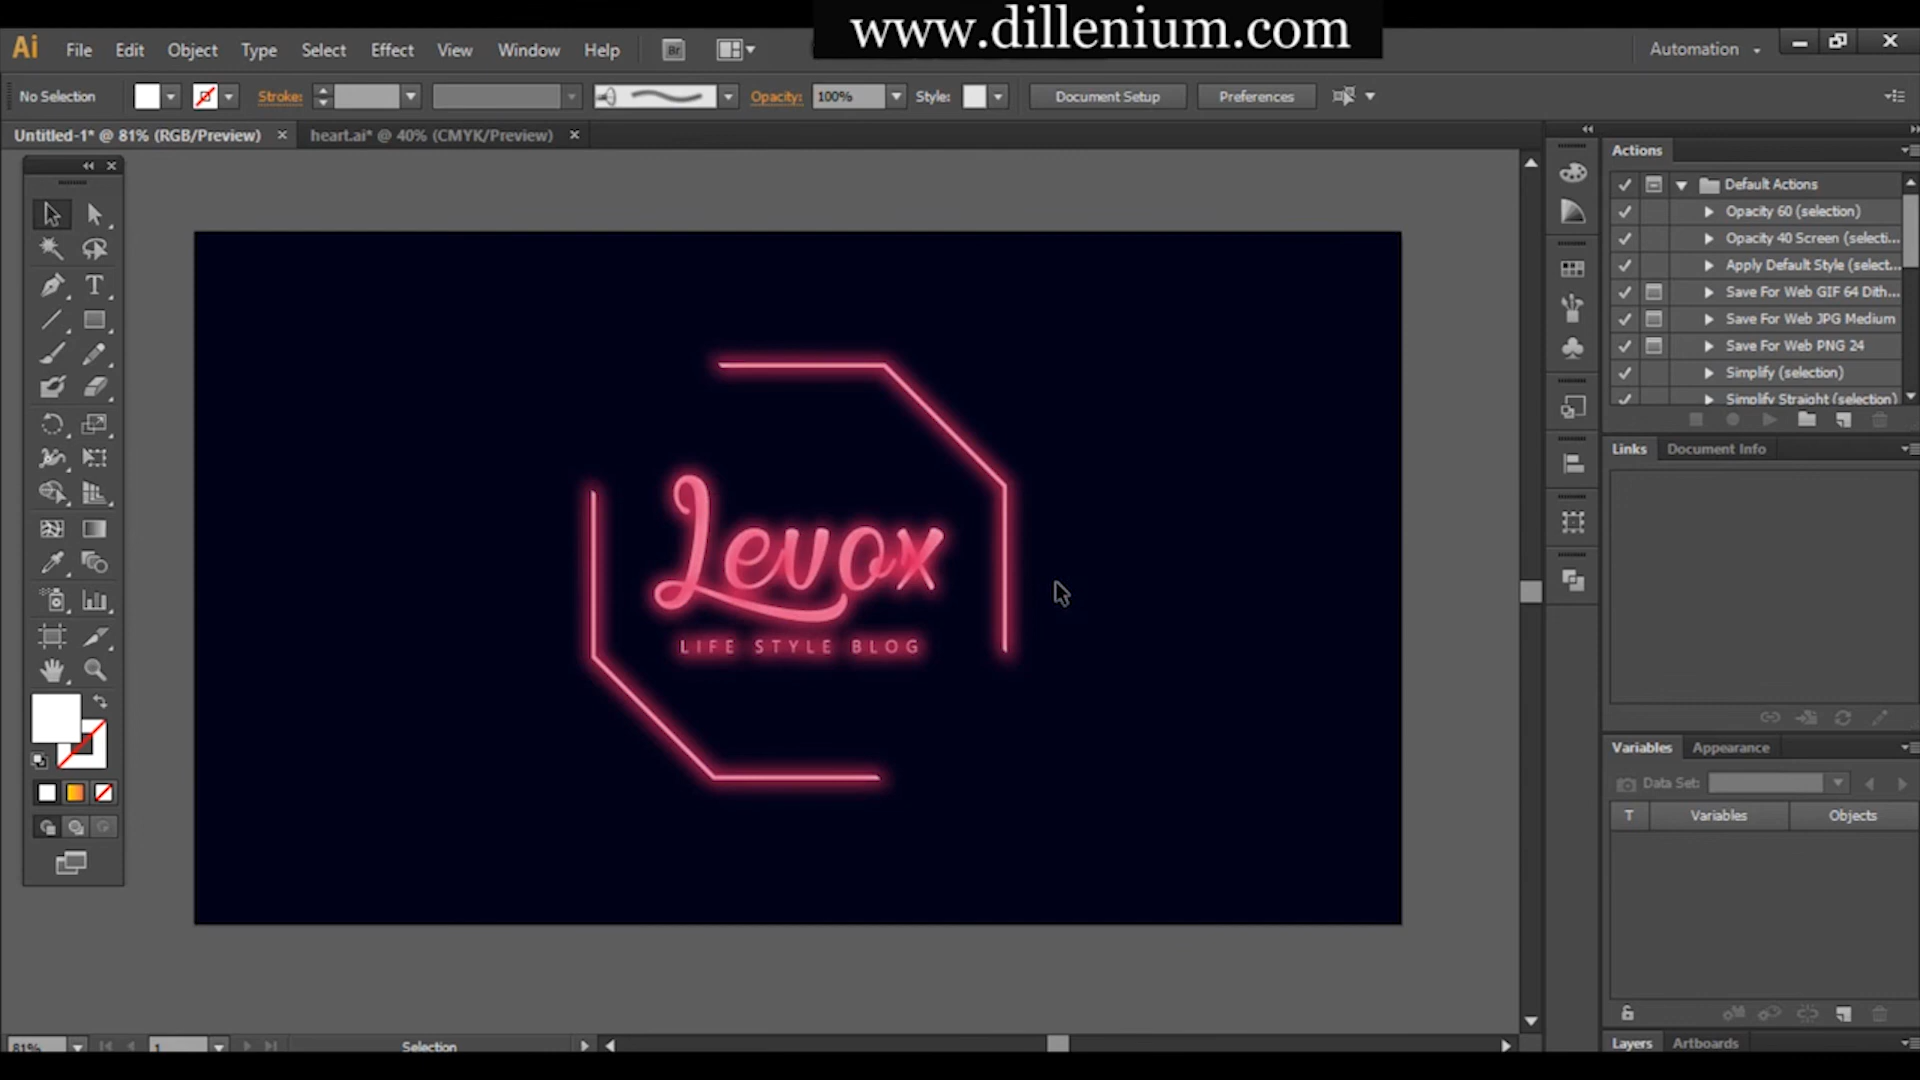 www.dillenium.com
Ai File Edit Object Type Select Effect View Window Help Br Automation
No Selection Stroke: Opacity: 100% Style: Document Setup Preferences
Untitled-1* @ 81% (RGB/Preview) heart.ai* @ 40% (CMYK/Preview)
Actions
Default Actions
Opacity 60 (selection)
Opacity 40 Screen (selecti...
Apply Default Style (select...
Save For Web GIF 64 Dith...
Save For Web JPG Medium
Save For Web PNG 24
Simplify (selection)
Simplify Straight (selection)
Links Document Info
Levox
LIFE STYLE BLOG
Variables Appearance
Data Set:
T Variables Objects
Layers Artboards
81% 1 Selection